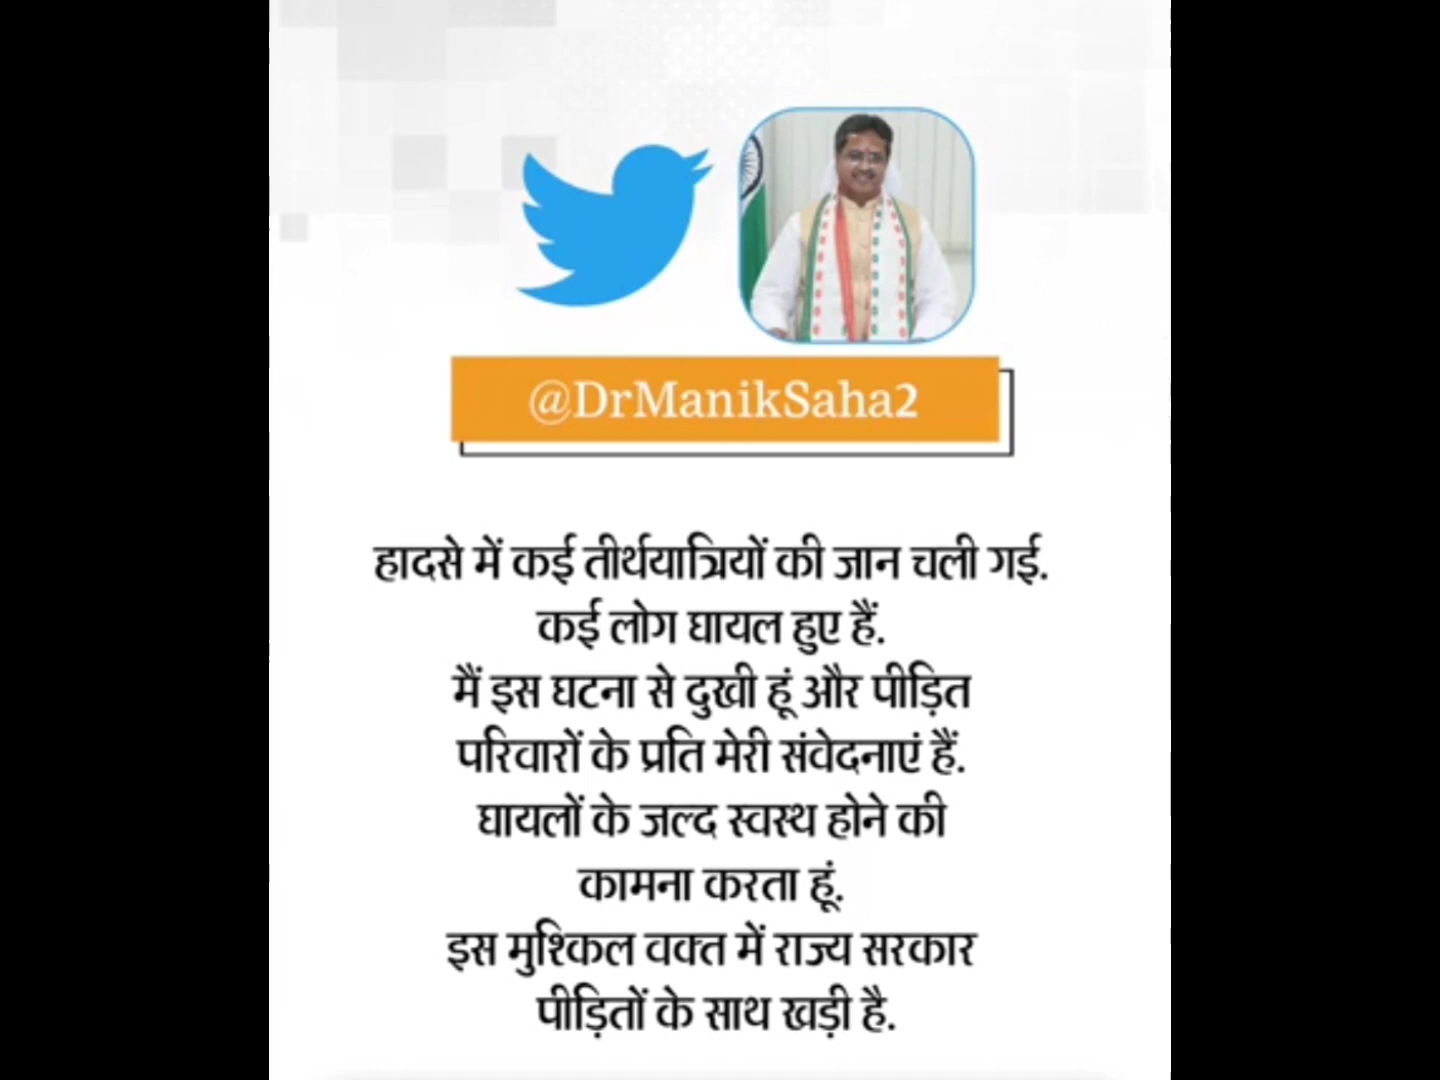 @DrManikSaha2
हादसे में कई तीर्थयात्रियों की जान चली गई.
कई लोग घायल हुए हैं.
मैं इस घटना से दुखी हूं और पीड़ित
परिवारों के प्रति मेरी संवेदनाएं हैं.
घायलों के जल्द स्वस्थ होने की
कामना करता हूं.
इस मुश्किल वक्त में राज्य सरकार
पीड़ितों के साथ खड़ी है.